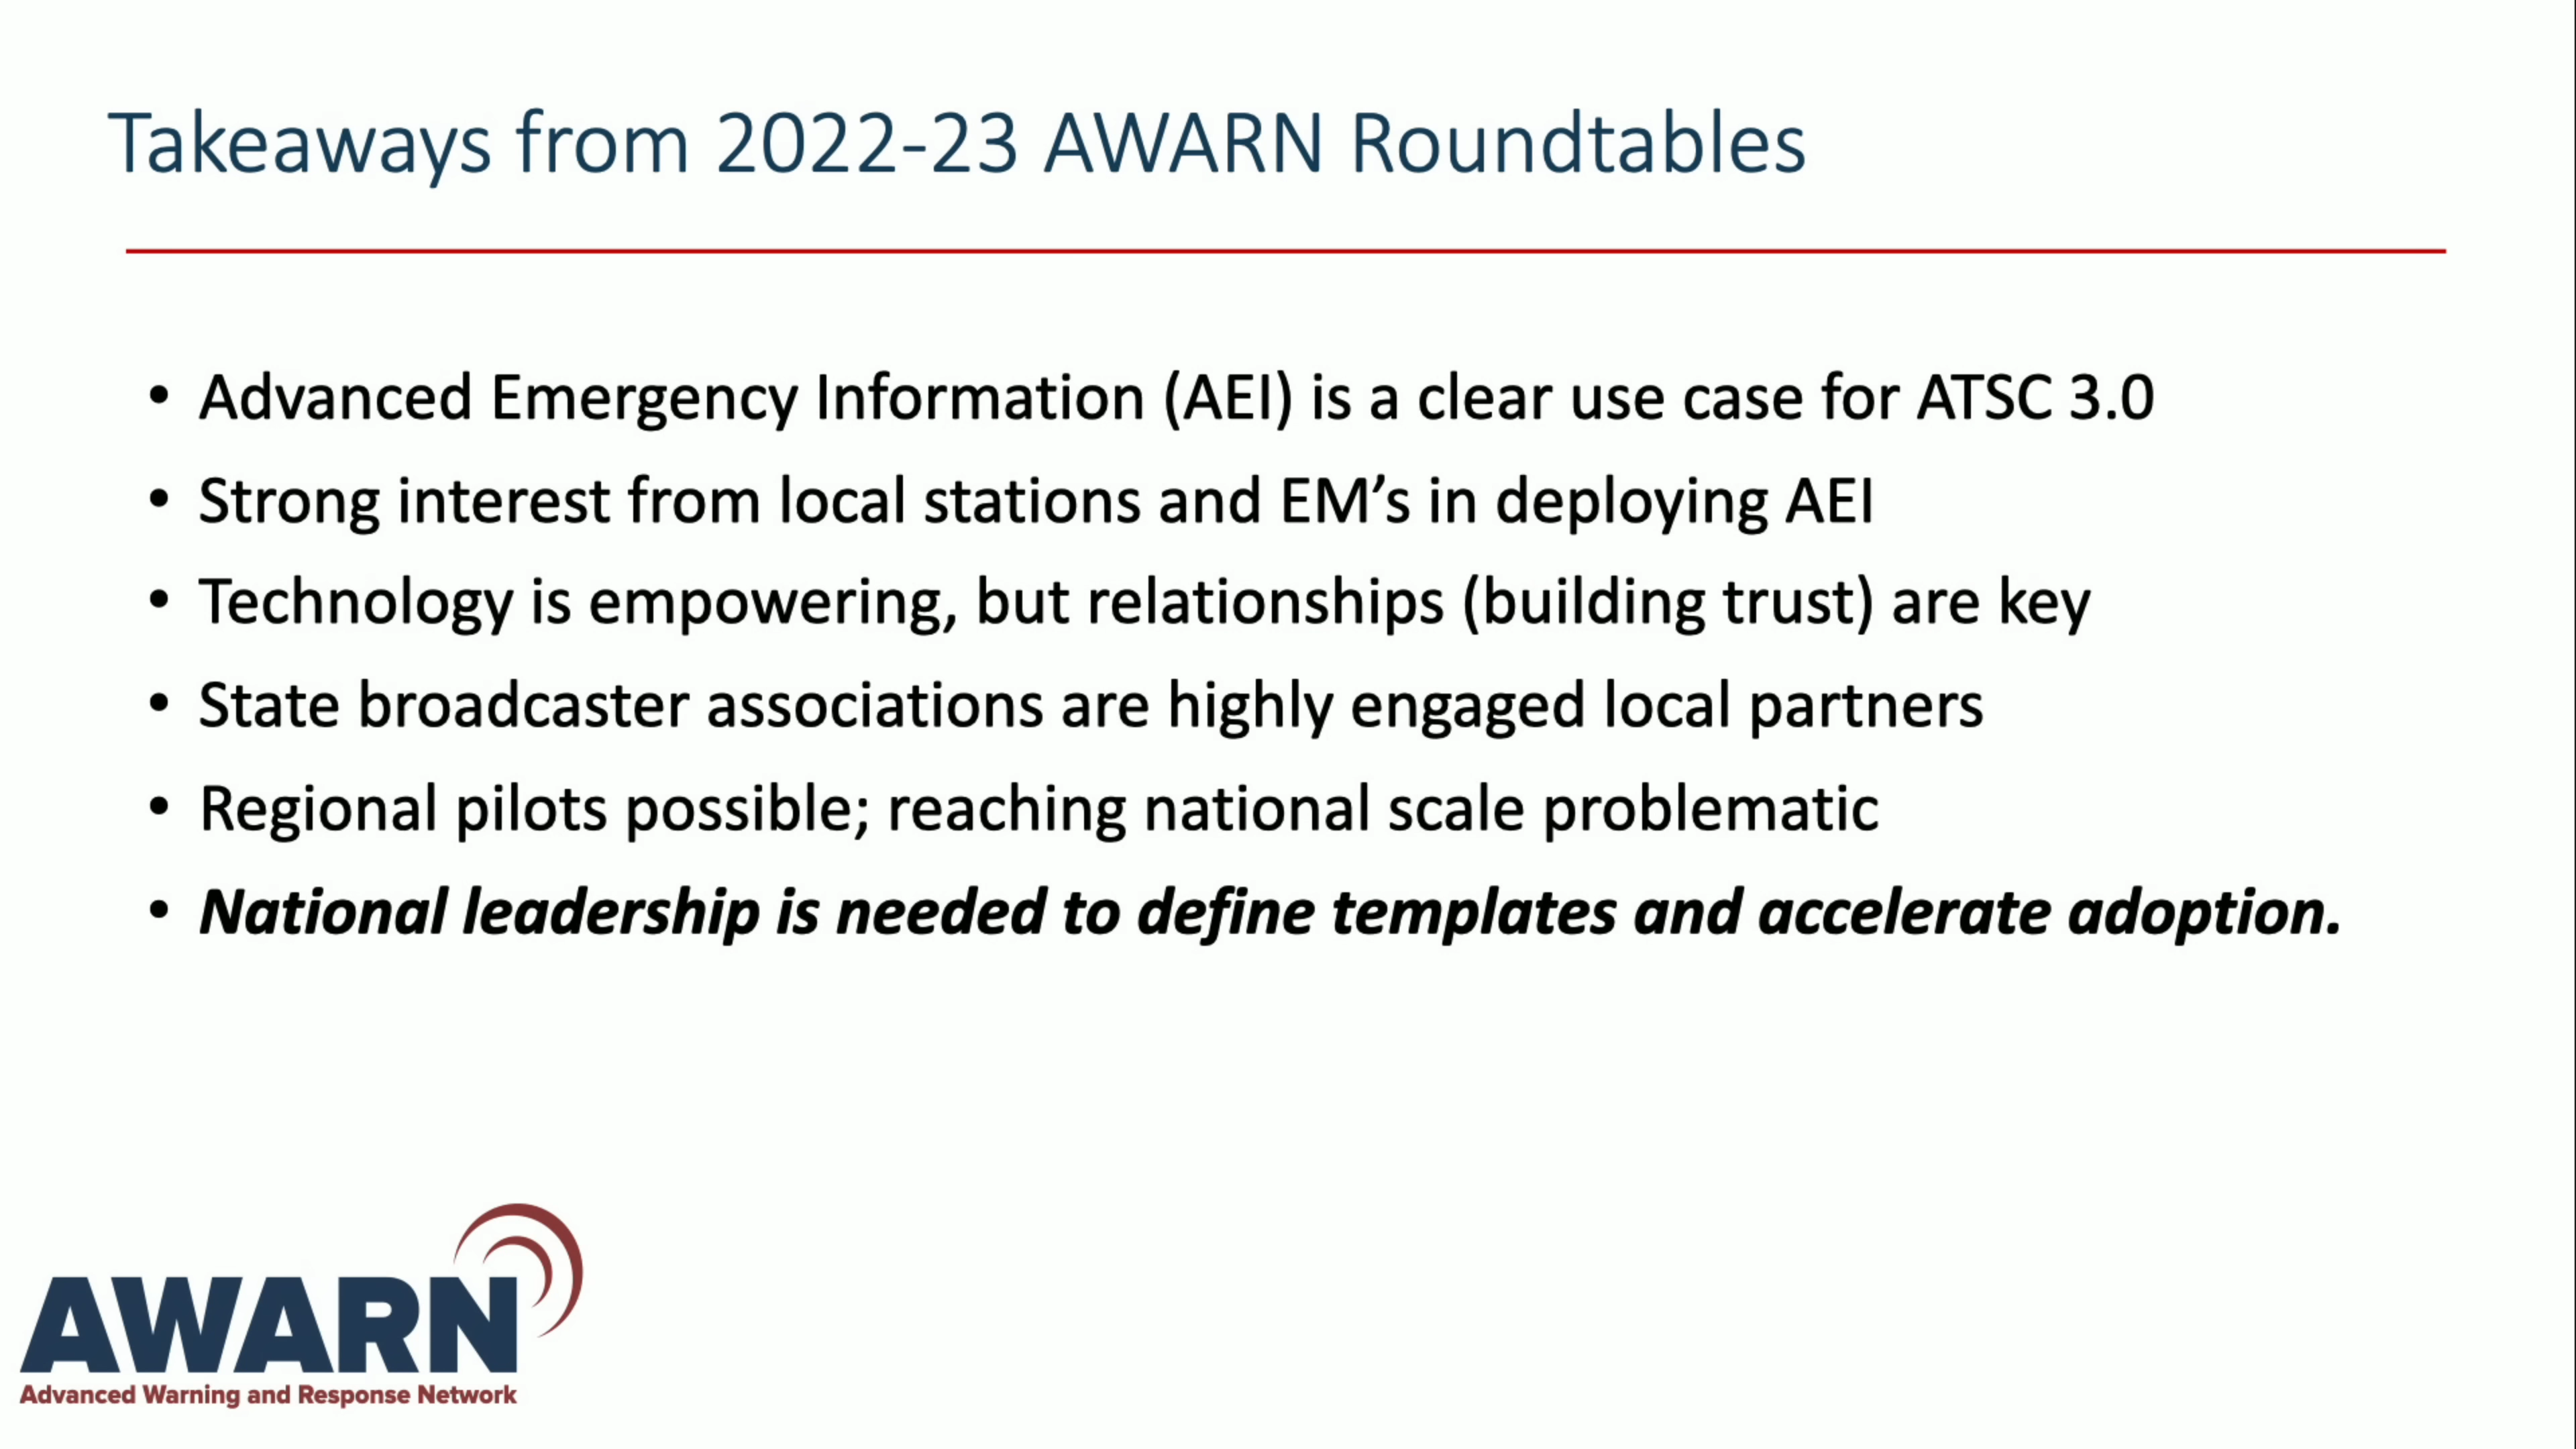 Takeaways from 2022-23 AWARN Roundtables
• Advanced Emergency Information (AEI) is a clear use case for ATSC 3.0
• Strong interest from local stations and EM’s in deploying AEI
• Technology is empowering, but relationships (building trust) are key
• State broadcaster associations are highly engaged local partners
• Regional pilots possible; reaching national scale problematic
• National leadership is needed to define templates and accelerate adoption.
AWARN
Advanced Warning and Response Network